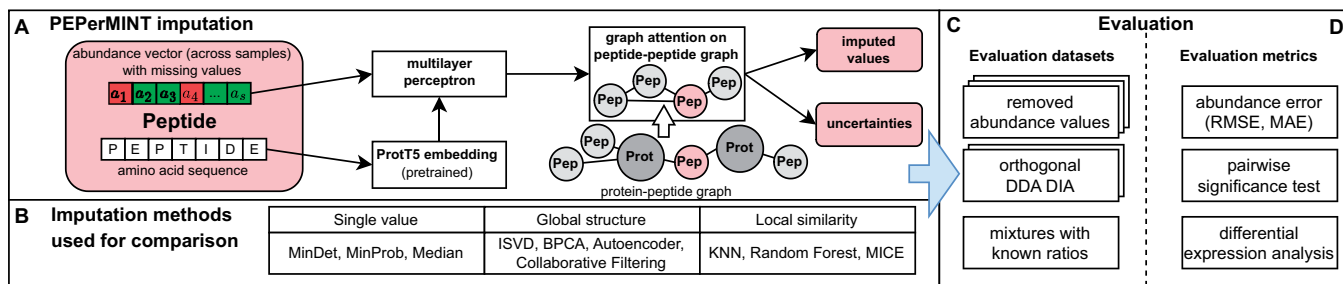 A PEPerMINT imputation
abundance vector (across samples)
with missing values
a1 a2 a3 a4 ... as
Peptide
P E P T I D E
amino acid sequence
multilayer
perceptron
ProtT5 embedding
(pretrained)
graph attention on
peptide-peptide graph
Pep Pep Pep Pep
Pep Pep Prot Pep Prot Pep
protein-peptide graph
imputed
values
uncertainties
B Imputation methods
used for comparison
Single value Global structure Local similarity
MinDet, MinProb, Median
ISVD, BPCA, Autoencoder,
Collaborative Filtering
KNN, Random Forest, MICE
C Evaluation D
Evaluation datasets
removed
abundance values
orthogonal
DDA DIA
mixtures with
known ratios
Evaluation metrics
abundance error
(RMSE, MAE)
pairwise
significance test
differential
expression analysis